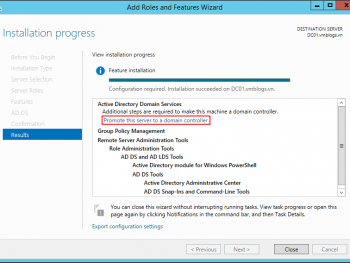 Add Roles and Features Wizard
Installation progress
DESTINATION SERVER
DC01.vmblogs.vn
Before You Begin
Installation Type
Server Selection
Server Roles
Features
AD DS
Confirmation
Results
View installation progress
Feature installation
Configuration required. Installation succeeded on DC01.vmblogs.vn.
Active Directory Domain Services
Additional steps are required to make this machine a domain controller.
Promote this server to a domain controller
Group Policy Management
Remote Server Administration Tools
Role Administration Tools
AD DS and AD LDS Tools
Active Directory module for Windows PowerShell
AD DS Tools
Active Directory Administrative Center
AD DS Snap-Ins and Command-Line Tools
You can close this wizard without interrupting running tasks. View task progress or open this
page again by clicking Notifications in the command bar, and then Task Details.
Export configuration settings
< Previous
Next >
Close
Cancel